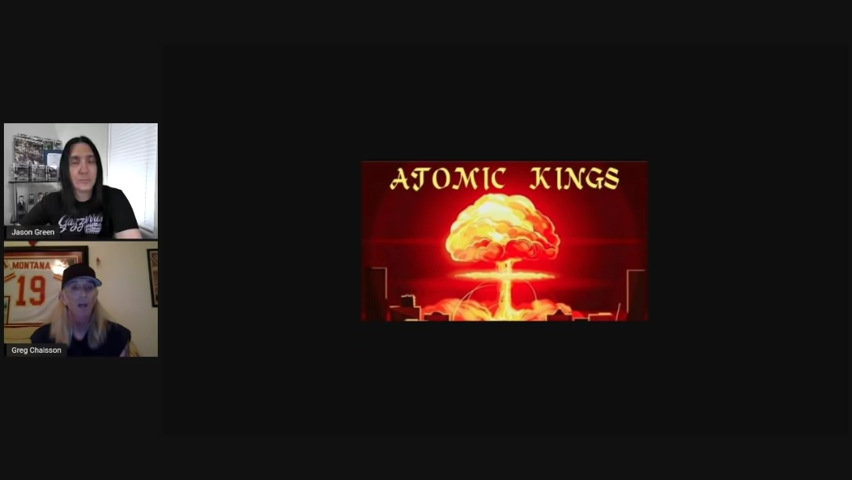 ATOMIC KINGS
Jason Green
MONTANA
19
Greg Chaisson